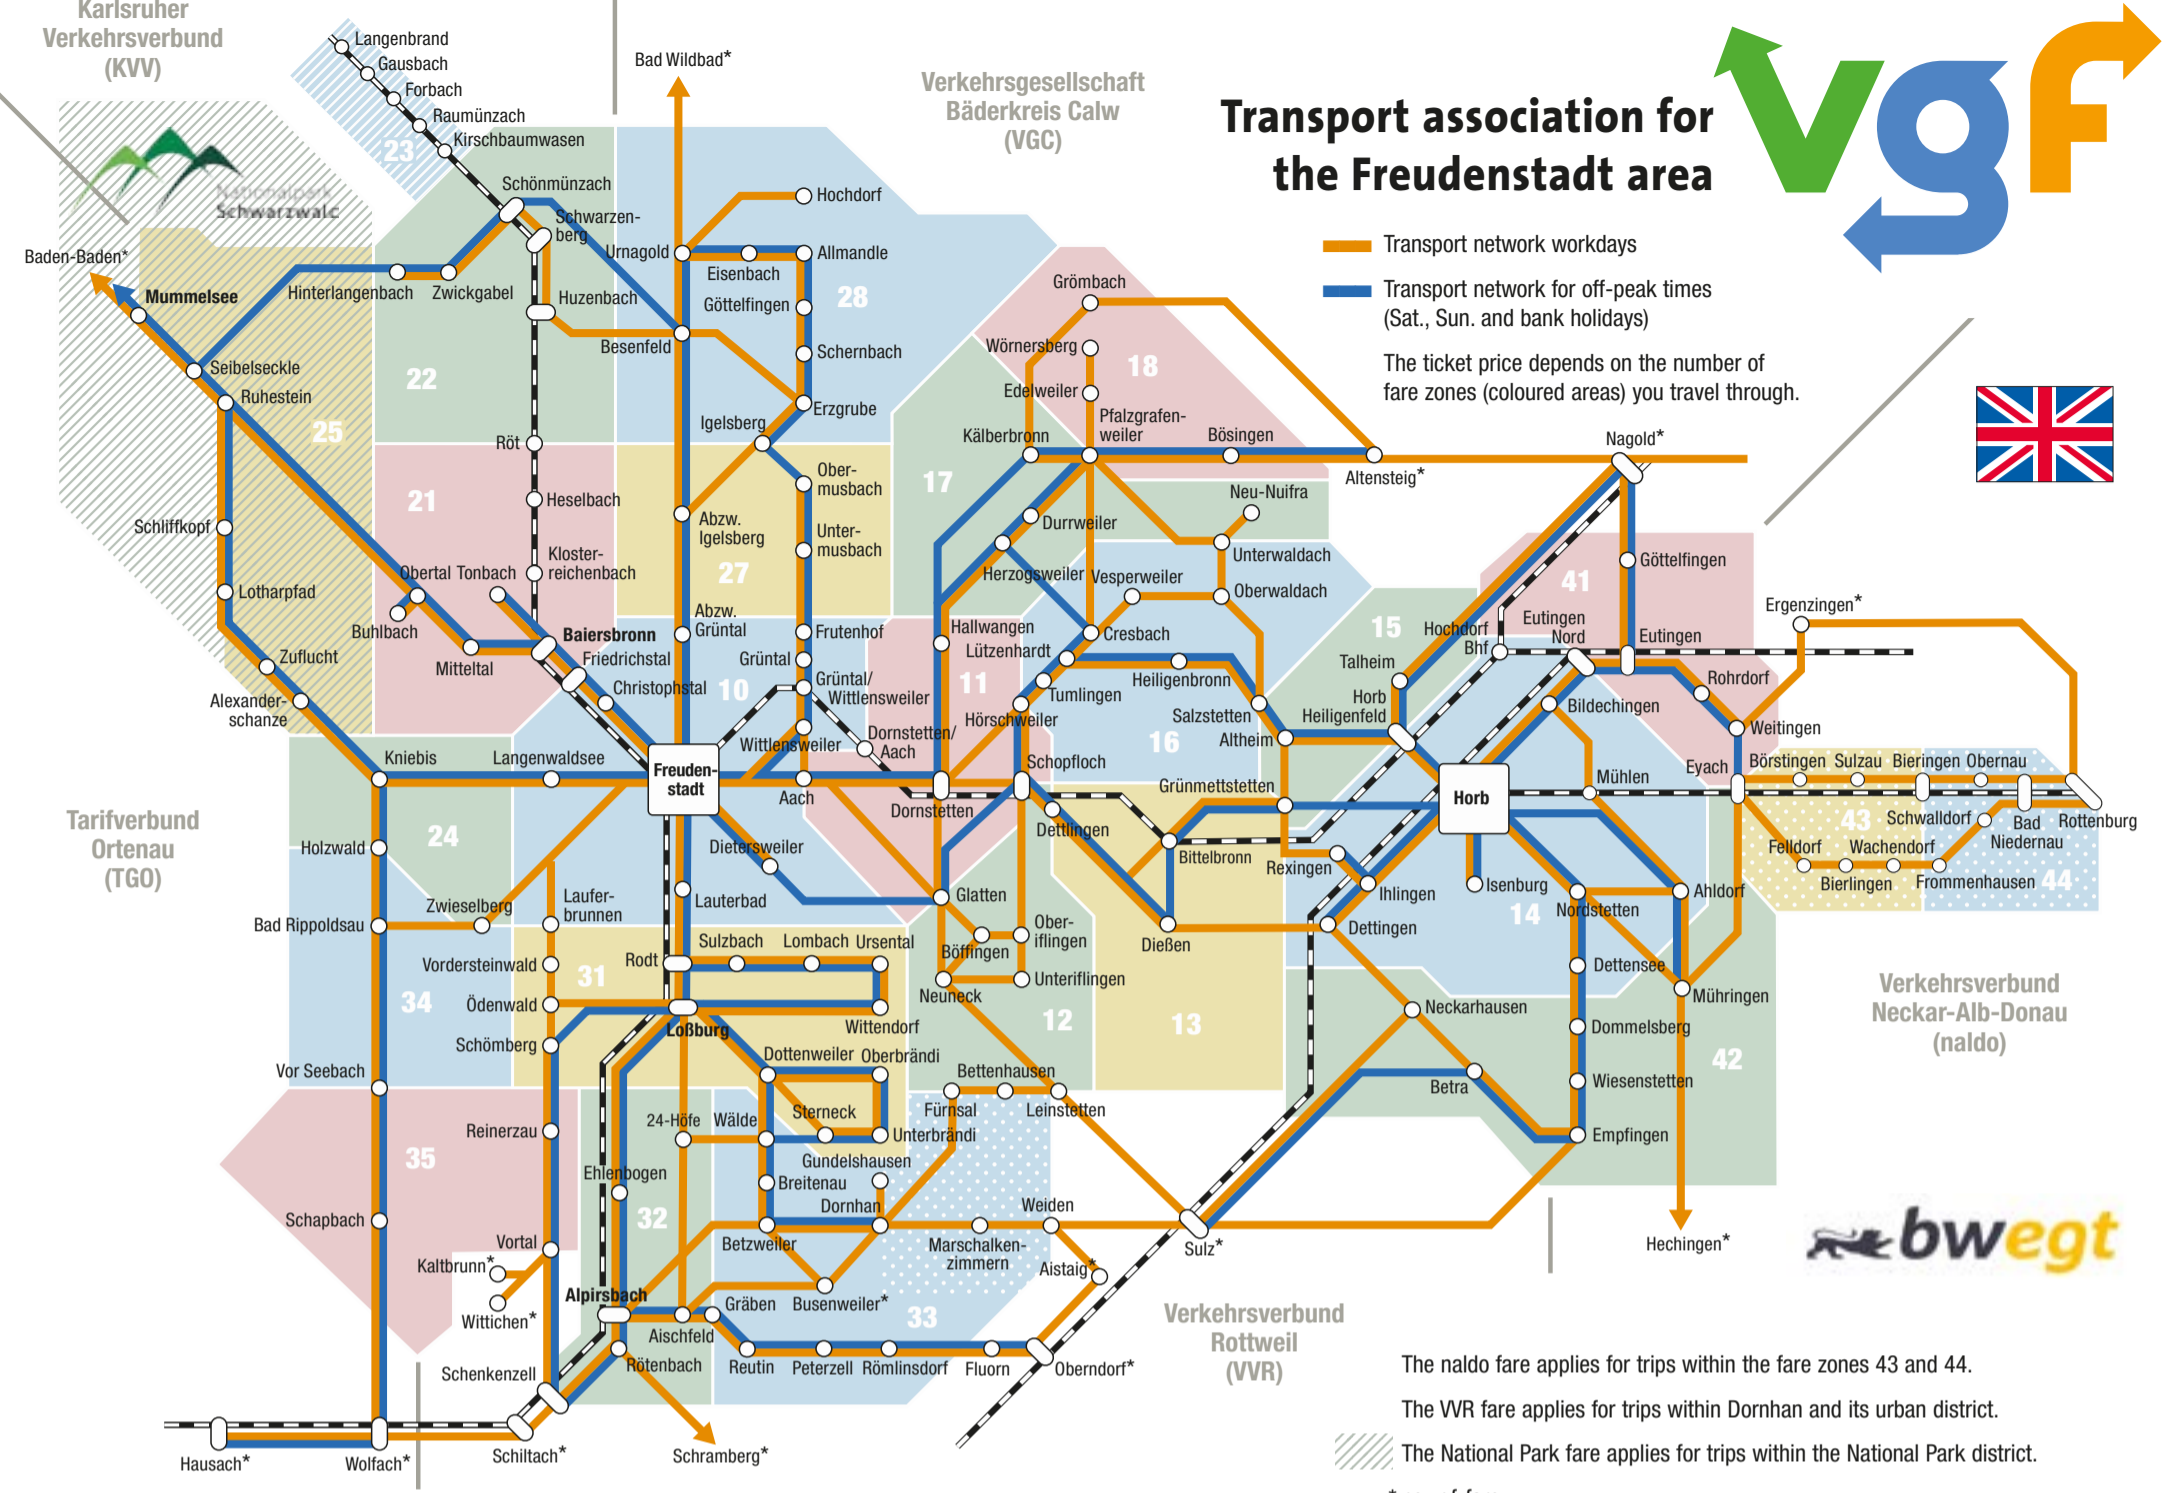 Karlsruher
Verkehrsverbund
(KVV)
Langenbrand
Gausbach
Forbach
Raumünzach
Kirschbaumwasen
23
Bad Wildbad*
Verkehrsgesellschaft
Bäderkreis Calw
(VGC)
Transport association for
the Freudenstadt area
vgf
Transport network workdays
Transport network for off-peak times
(Sat., Sun. and bank holidays)
The ticket price depends on the number of
fare zones (coloured areas) you travel through.
Nationalpark
Schwarzwald
Baden-Baden*
Mummelsee
Seibelseckle
Ruhestein
25
Schliffkopf
Lotharpfad
Zuflucht
Alexander-
schanze
Hinterlangenbach
Zwickgabel
Schönmünzach
Schwarzen-
berg
Huzenbach
22
Röt
21
Heselbach
Kloster-
reichenbach
Obertal
Tonbach
Buhlbach
Mitteltal
Baiersbronn
Friedrichstal
Christophstal
Urnagold
Hochdorf
Eisenbach
Allmandle
Göttelfingen
28
Schernbach
Besenfeld
Erzgrube
Igelsberg
Ober-
musbach
Unter-
musbach
Abzw.
Igelsberg
27
Abzw.
Grüntal
Frutenhof
Grüntal
Grüntal/
Wittlensweiler
10
Wittlensweiler
Dornstetten/
Aach
Grömbach
Wörnersberg
18
Edelweiler
Pfalzgrafen-
weiler
Kälberbronn
Bösingen
Altensteig*
Nagold*
17
Neu-Nuifra
Durrweiler
Unterwaldach
Herzogsweiler
Vesperweiler
Oberwaldach
Hallwangen
Lützenhardt
Cresbach
11
Tumlingen
Heiligenbronn
Hörschweiler
Salzstetten
16
Altheim
Schopfloch
Grünmettstetten
15
Talheim
Hochdorf
Bhf
Horb
Heiligenfeld
Göttelfingen
41
Eutingen
Nord
Eutingen
Ergenzingen*
Rohrdorf
Bildechingen
Weitingen
Eyach
Börstingen
Sulzau
Bieringen
Obernau
Mühlen
Horb
43
Schwalldorf
Bad
Niedernau
Rottenburg
Felldorf
Wachendorf
Bierlingen
Frommenhausen
44
Kniebis
Langenwaldsee
Freuden-
stadt
Aach
Dornstetten
Dettlingen
Bittelbronn
Rexingen
Ihlingen
Isenburg
Nordstetten
Ahldorf
14
Tarifverbund
Ortenau
(TGO)
24
Holzwald
Zwieselberg
Bad Rippoldsau
Dietersweiler
Lauterbad
Laufer-
brunnen
Glatten
Ober-
iflingen
Böffingen
Unteriflingen
Neuneck
12
13
Dießen
Dettingen
Dettensee
Mühringen
Neckarhausen
Dommelsberg
42
Betra
Wiesenstetten
Empfingen
Verkehrsverbund
Neckar-Alb-Donau
(naldo)
Vordersteinwald
31
Rodt
Sulzbach
Lombach
Ursental
Ödenwald
34
Loßburg
Wittendorf
Schömberg
Dottenweiler
Oberbrändi
Vor Seebach
Bettenhausen
Fürnsal
Leinstetten
24-Höfe
Wälde
Sterneck
Unterbrändi
Reinerzau
35
Ehlenbogen
Gundelshausen
Breitenau
Schapbach
32
Dornhan
Weiden
Vortal
Betzweiler
Marschalken-
zimmern
Sulz*
Hechingen*
bwegt
Kaltbrunn*
Aistaig*
Wittichen*
Alpirsbach
Gräben
Busenweiler*
33
Aischfeld
Verkehrsverbund
Rottweil
(VVR)
Schenkenzell
Rötenbach
Reutin
Peterzell
Römlinsdorf
Fluorn
Oberndorf*
Hausach*
Wolfach*
Schiltach*
Schramberg*
The naldo fare applies for trips within the fare zones 43 and 44.
The VVR fare applies for trips within Dornhan and its urban district.
The National Park fare applies for trips within the National Park district.